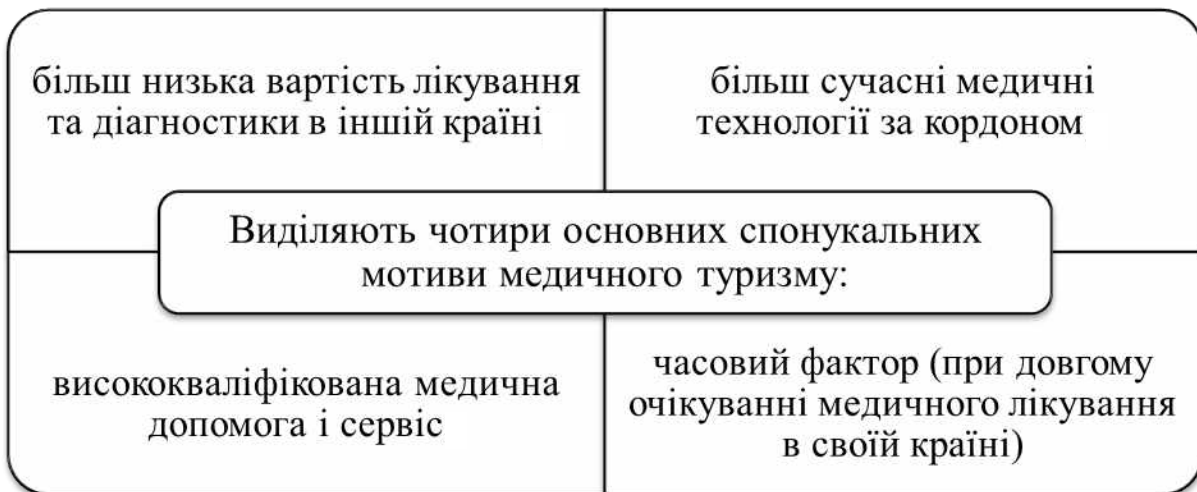 більш низька вартість лікування
та діагностики в іншій країні
більш сучасні медичні
технології за кордоном
Виділяють чотири основних спонукальних
мотиви медичного туризму:
висококваліфікована медична
допомога і сервіс
часовий фактор (при довгому
очікуванні медичного лікування
в своїй країні)